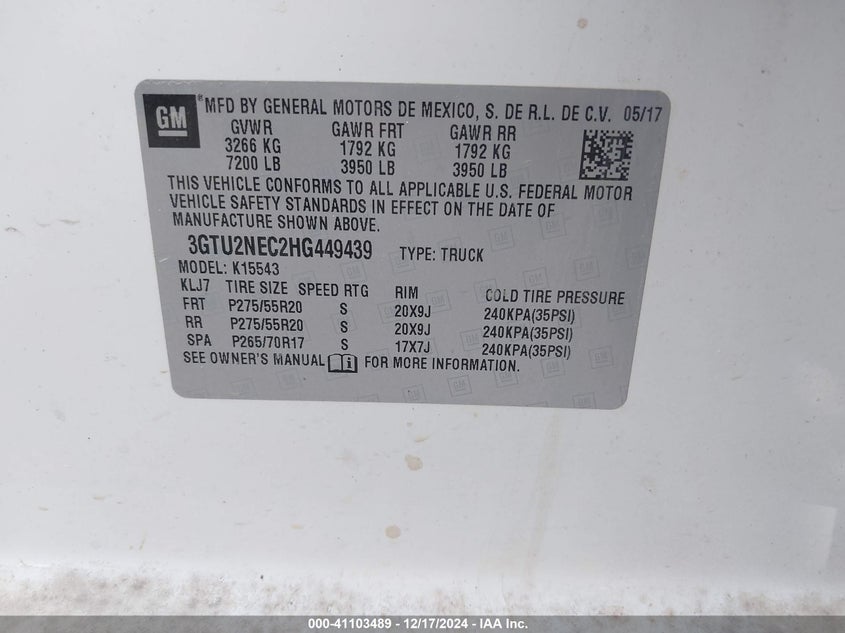 GM ® MFD BY GENERAL MOTORS DE MEXICO, S. DE R.L. DE C.V. 05/17
GVWR GAWR FRT GAWR RR
3266 KG 1792 KG 1792 KG
7200 LB 3950 LB 3950 LB
THIS VEHICLE CONFORMS TO ALL APPLICABLE U.S. FEDERAL MOTOR
VEHICLE SAFETY STANDARDS IN EFFECT ON THE DATE OF
MANUFACTURE SHOWN ABOVE.
3GTU2NEC2HG449439 TYPE: TRUCK
MODEL: K15543
KLJ7 TIRE SIZE SPEED RTG RIM COLD TIRE PRESSURE
FRT P275/55R20 S 20X9J 240KPA(35PSI)
RR P275/55R20 S 20X9J 240KPA(35PSI)
SPA P265/70R17 S 17X7J 240KPA(35PSI)
SEE OWNER'S MANUAL FOR MORE INFORMATION.
000-41103489 - 12/17/2024 - IAA Inc.